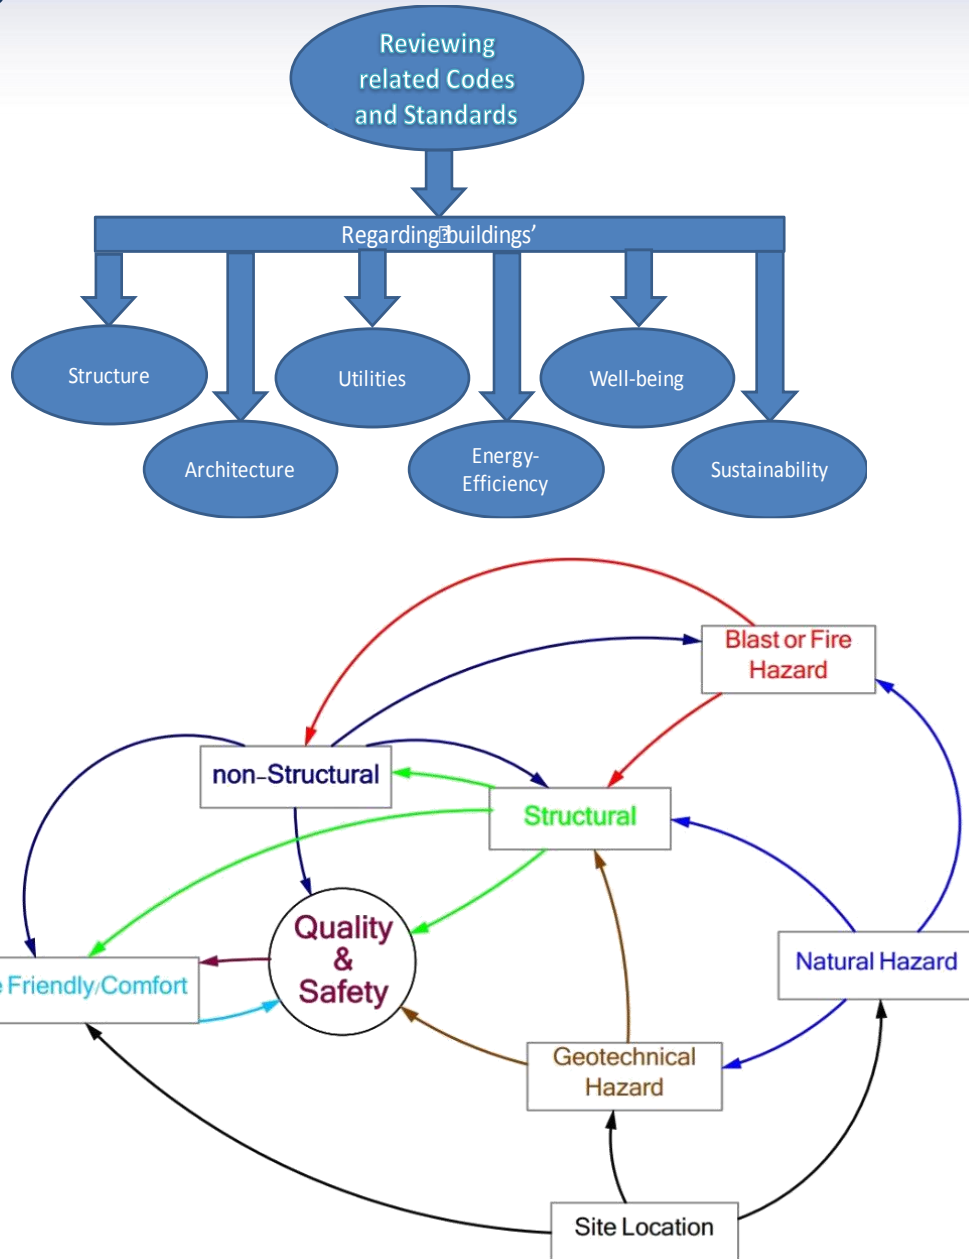 Reviewing
related Codes
and Standards
Regarding buildings’
Structure
Utilities
Well-being
Architecture
Energy-
Efficiency
Sustainability
Blast or Fire
Hazard
non-Structural
Structural
Quality
&
Safety
Natural Hazard
Friendly/Comfort
Geotechnical
Hazard
Site Location